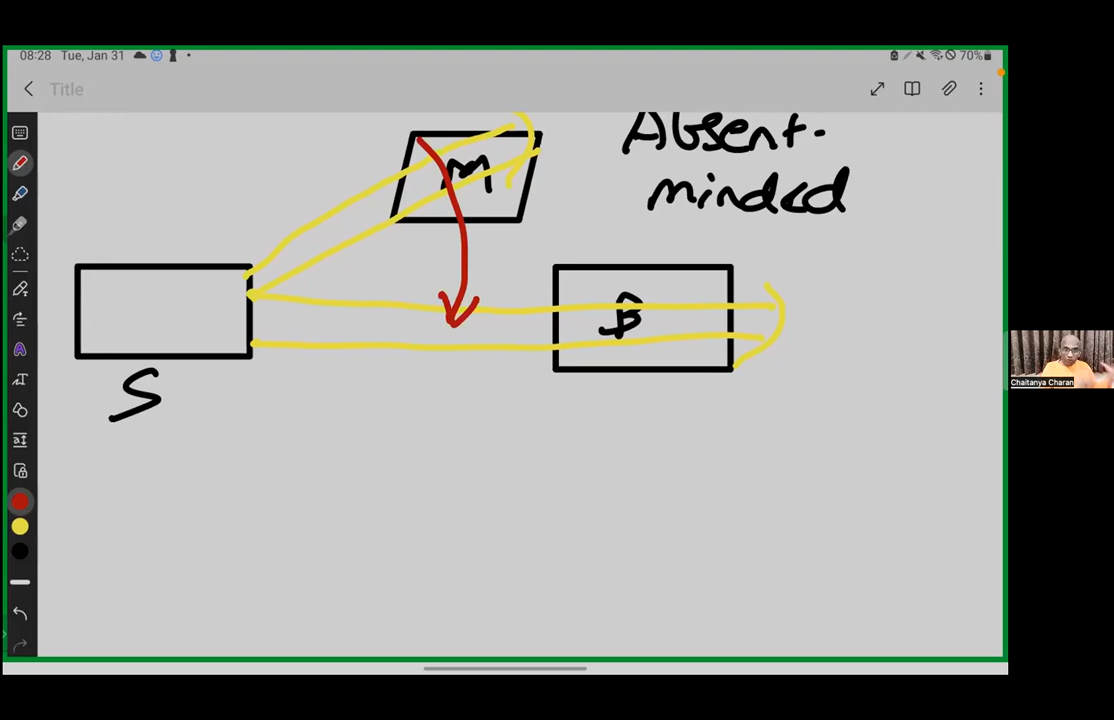 08:28 Tue, Jan 31
70%
Title
Absent-
minded
M
B
S
Chaitanya Charan